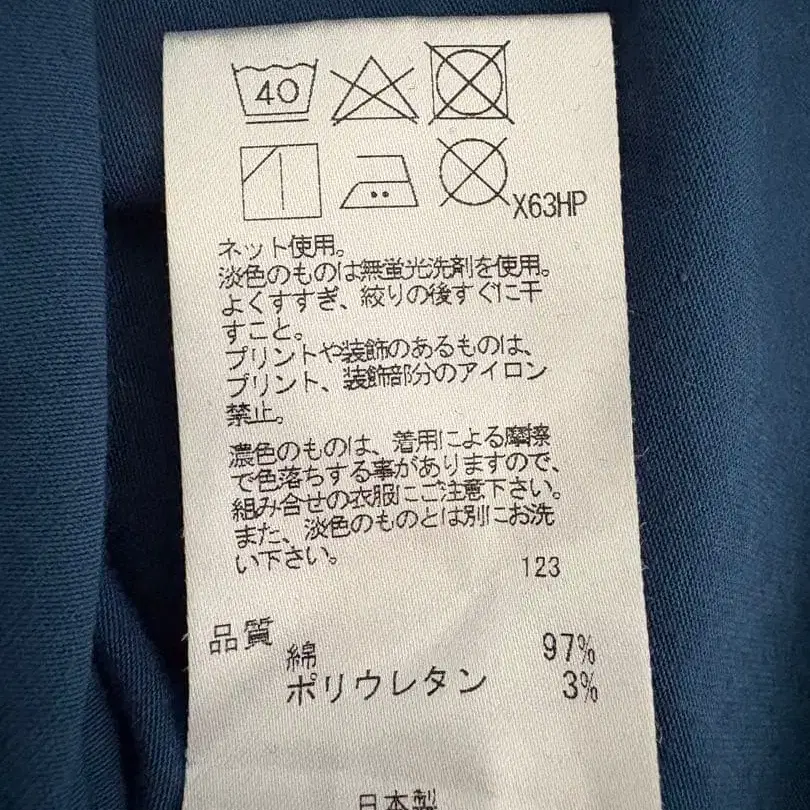 40
X63HP
ネット使用。
淡色のものは無蛍光洗剤を使用。
よくすすぎ、絞りの後すぐに干
すこと。
プリントや装飾のあるものは、
プリント、装飾部分のアイロン
禁止。
濃色のものは、着用による摩擦
で色落ちする事がありますので、
組み合せの衣服にご注意下さい。
また、淡色のものとは別にお洗
い下さい。
123
品質
綿 97%
ポリウレタン 3%
日本製